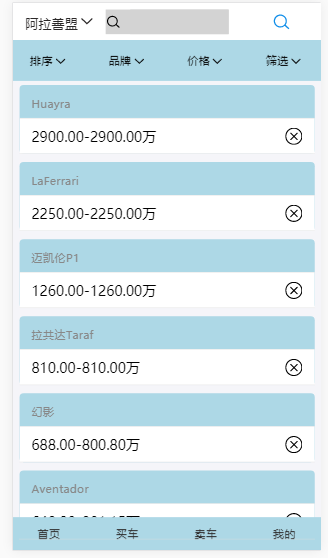 阿拉善盟
排序 品牌 价格 筛选
Huayra
2900.00-2900.00万
LaFerrari
2250.00-2250.00万
迈凯伦P1
1260.00-1260.00万
拉共达Taraf
810.00-810.00万
幻影
688.00-800.80万
Aventador
首页 买车 卖车 我的